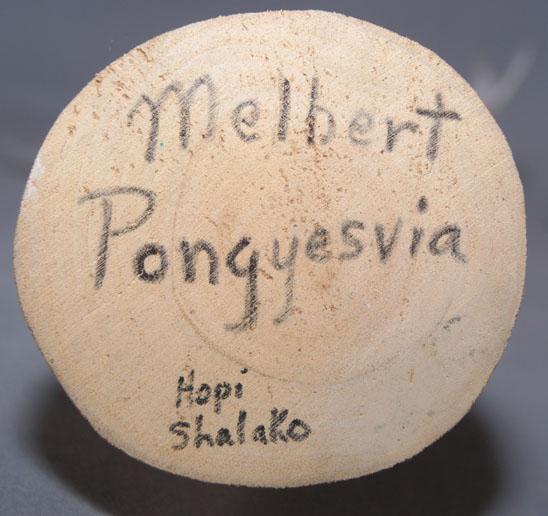 Melbert
Pongyesvia
Hopi
Shalako